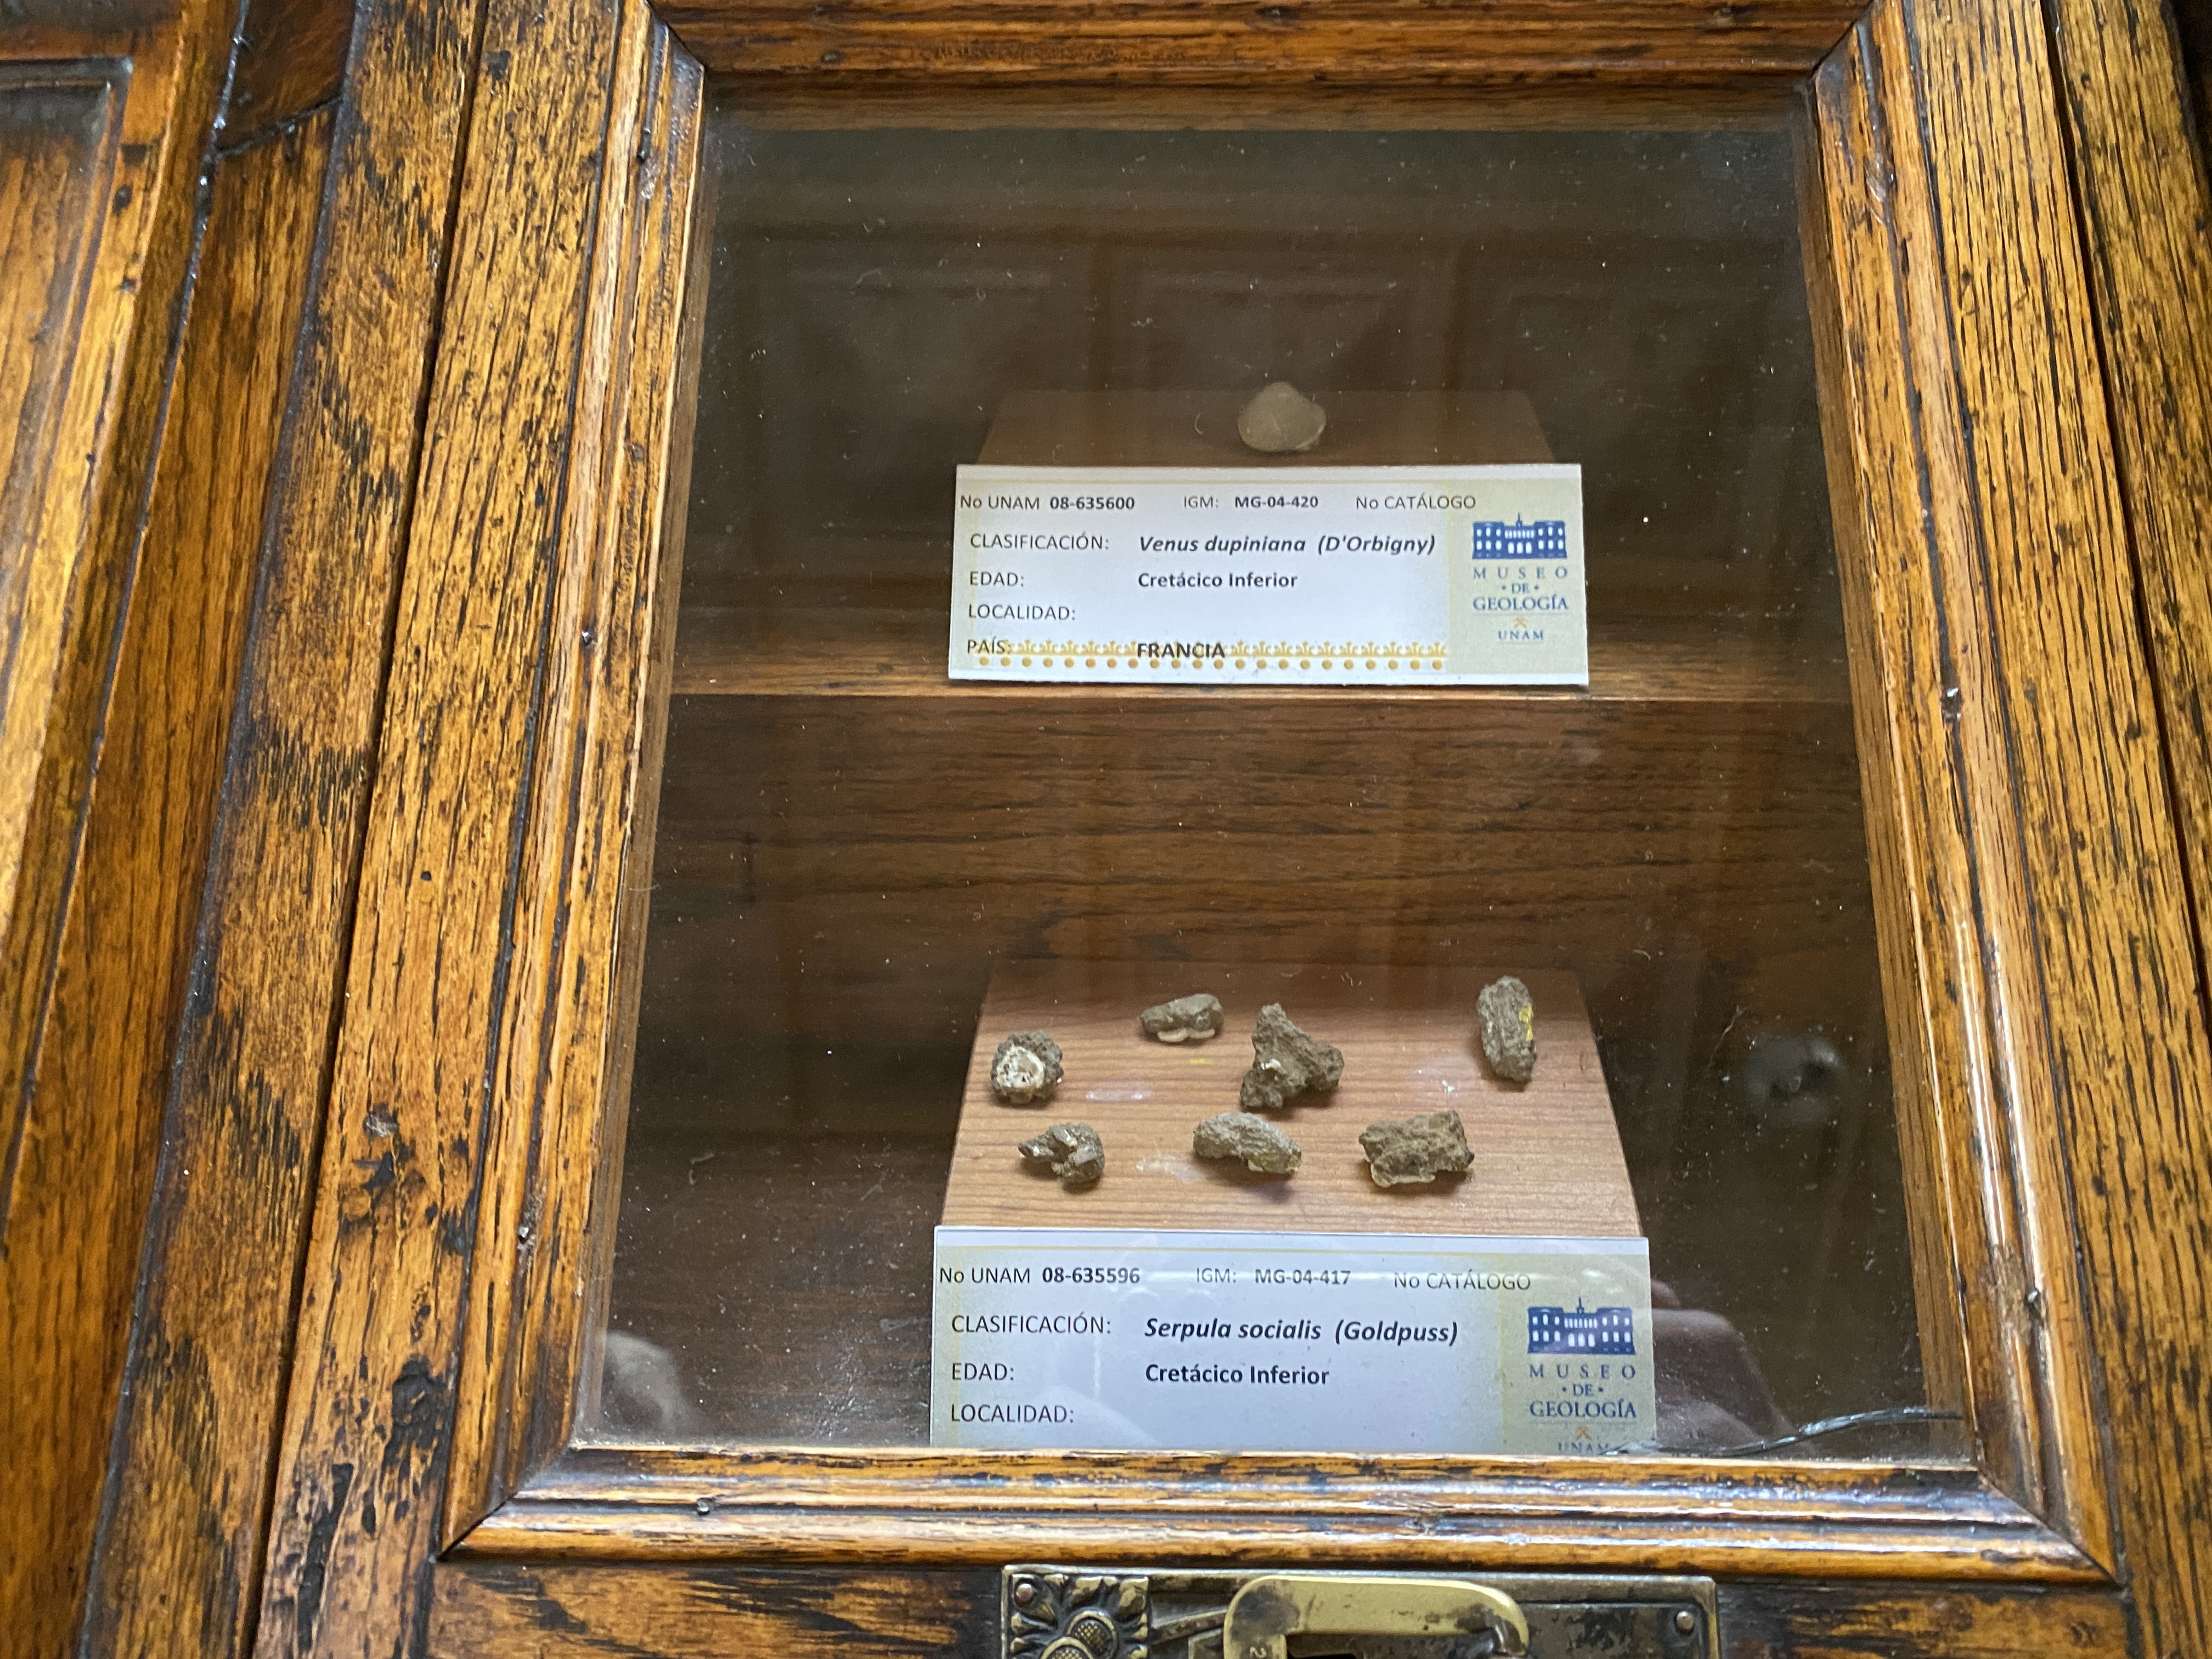 No UNAM 08-635600 IGM: MG-04-420 No CATÁLOGO
CLASIFICACIÓN: Venus dupiniana (D'Orbigny)
EDAD: Cretácico Inferior
LOCALIDAD:
PAÍS: FRANCIA
MUSEO
•DE•
GEOLOGÍA
UNAM
No UNAM 08-635596 IGM: MG-04-417 No CATÁLOGO
CLASIFICACIÓN: Serpula socialis (Goldpuss)
EDAD: Cretácico Inferior
LOCALIDAD:
MUSEO
•DE•
GEOLOGÍA
UNAM